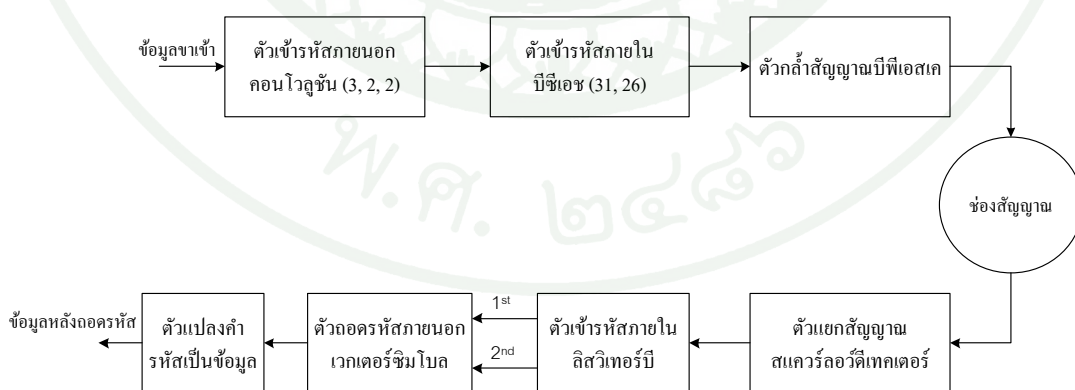 ข้อมูลขาเข้า
ตัวเข้ารหัสภายนอก
คอนโวลูชัน (3, 2, 2)
ตัวเข้ารหัสภายใน
บีซีเอช (31, 26)
ตัวกล้ำสัญญาณบีพีเอสเค
ช่องสัญญาณ
พ.ศ. ๒๔๘๖
ข้อมูลหลังถอดรหัส
ตัวแปลงคำ
รหัสเป็นข้อมูล
ตัวถอดรหัสภายนอก
เวกเตอร์ซิมโบล
1st
2nd
ตัวเข้ารหัสภายใน
ลิสวิเทอร์บี
ตัวแยกสัญญาณ
สแควร์ลอว์ดีเทคเตอร์